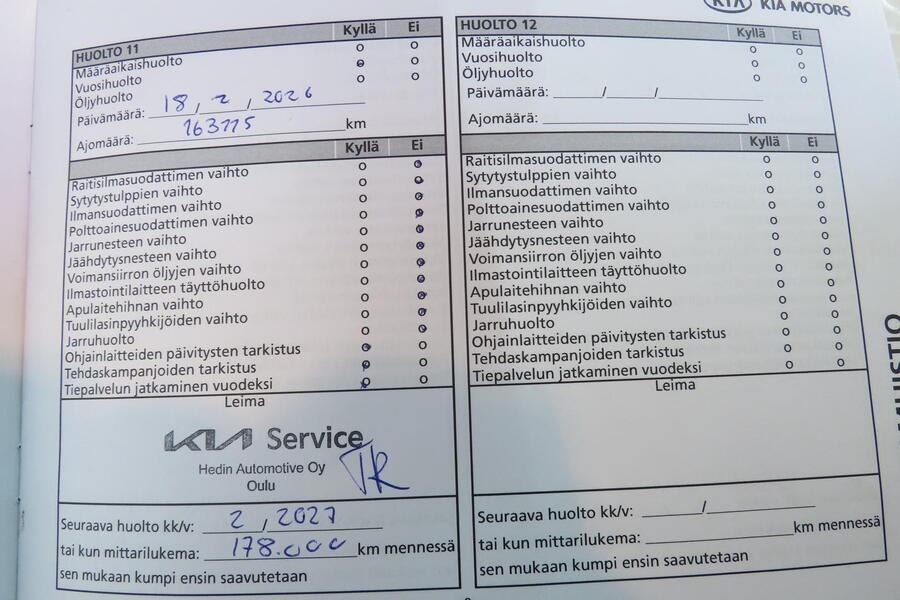 KIA KIA MOTORS
HUOLTO 11 Kyllä Ei
Määräaikaishuolto o o
Vuosihuolto o o
Öljyhuolto o o
Päivämäärä: 18 / 2 / 2026
Ajomäärä: 163115 km
Kyllä Ei
Raitisilmasuodattimen vaihto o o
Sytytystulppien vaihto o o
Ilmansuodattimen vaihto o o
Polttoainesuodattimen vaihto o o
Jarrunesteen vaihto o o
Jäähdytysnesteen vaihto o o
Voimansiirron öljyjen vaihto o o
Ilmastointilaitteen täyttöhuolto o o
Apulaitehihnan vaihto o o
Tuulilasinpyyhkijöiden vaihto o o
Jarruhuolto o o
Ohjainlaitteiden päivitysten tarkistus o o
Tehdaskampanjoiden tarkistus o o
Tiepalvelun jatkaminen vuodeksi o o
Leima
KIA Service
Hedin Automotive Oy
Oulu
TR
Seuraava huolto kk/v: 2 / 2027
tai kun mittarilukema: 178.000 km mennessä
sen mukaan kumpi ensin saavutetaan
HUOLTO 12 Kyllä Ei
Määräaikaishuolto o o
Vuosihuolto o o
Öljyhuolto o o
Päivämäärä: / /
Ajomäärä: km
Kyllä Ei
Raitisilmasuodattimen vaihto o o
Sytytystulppien vaihto o o
Ilmansuodattimen vaihto o o
Polttoainesuodattimen vaihto o o
Jarrunesteen vaihto o o
Jäähdytysnesteen vaihto o o
Voimansiirron öljyjen vaihto o o
Ilmastointilaitteen täyttöhuolto o o
Apulaitehihnan vaihto o o
Tuulilasinpyyhkijöiden vaihto o o
Jarruhuolto o o
Ohjainlaitteiden päivitysten tarkistus o o
Tehdaskampanjoiden tarkistus o o
Tiepalvelun jatkaminen vuodeksi o o
Leima
Seuraava huolto kk/v: /
tai kun mittarilukema: km mennessä
sen mukaan kumpi ensin saavutetaan
MUISTIO